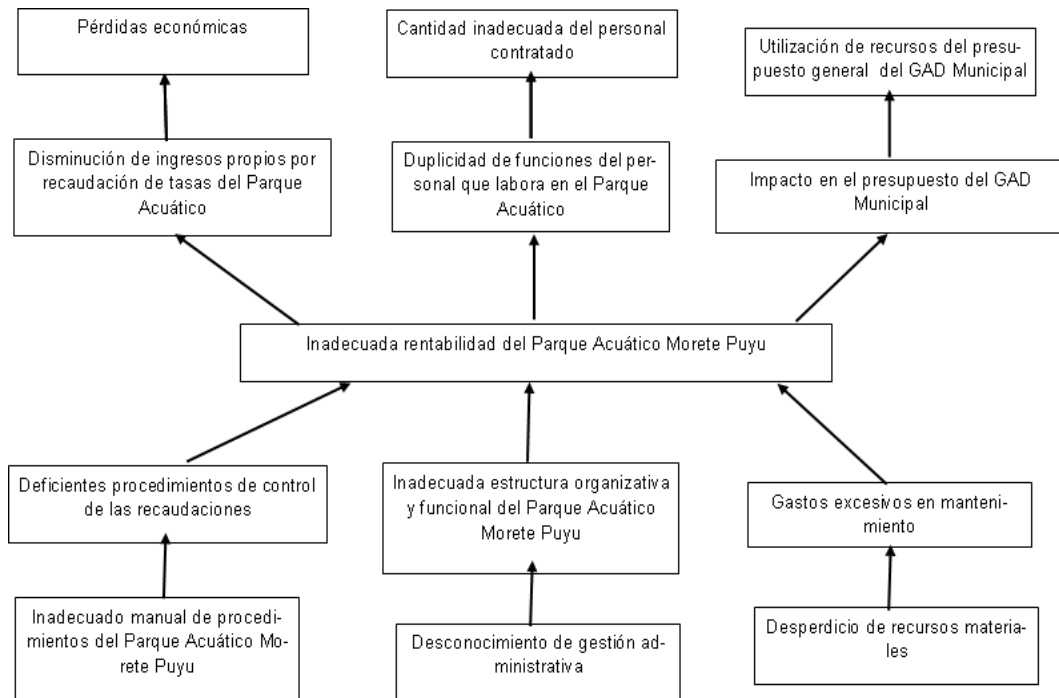 Pérdidas económicas
Cantidad inadecuada del personal
contratado
Utilización de recursos del presu-
puesto general del GAD Municipal
Disminución de ingresos propios por
recaudación de tasas del Parque
Acuático
Duplicidad de funciones del per-
sonal que labora en el Parque
Acuático
Impacto en el presupuesto del GAD
Municipal
Inadecuada rentabilidad del Parque Acuático Morete Puyu
Deficientes procedimientos de control
de las recaudaciones
Inadecuada estructura organizativa
y funcional del Parque Acuático
Morete Puyu
Gastos excesivos en manteni-
miento
Inadecuado manual de procedi-
mientos del Parque Acuático Mo-
rete Puyu
Desconocimiento de gestión ad-
ministrativa
Desperdicio de recursos materia-
les